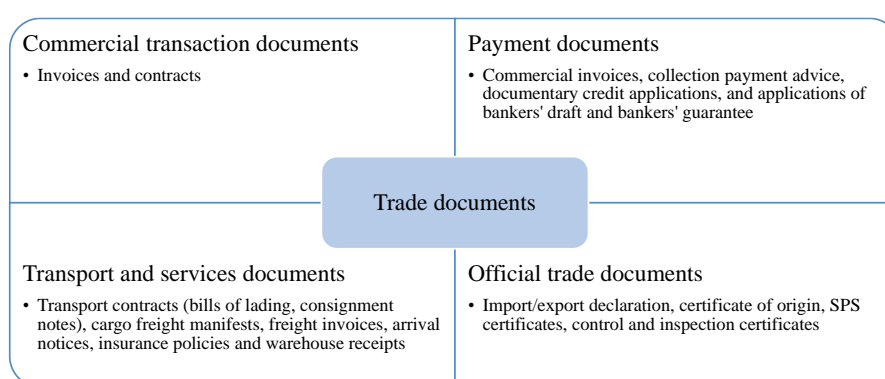 Commercial transaction documents
• Invoices and contracts
Payment documents
• Commercial invoices, collection payment advice,
documentary credit applications, and applications of
bankers' draft and bankers' guarantee
Trade documents
Transport and services documents
• Transport contracts (bills of lading, consignment
notes), cargo freight manifests, freight invoices, arrival
notices, insurance policies and warehouse receipts
Official trade documents
• Import/export declaration, certificate of origin, SPS
certificates, control and inspection certificates